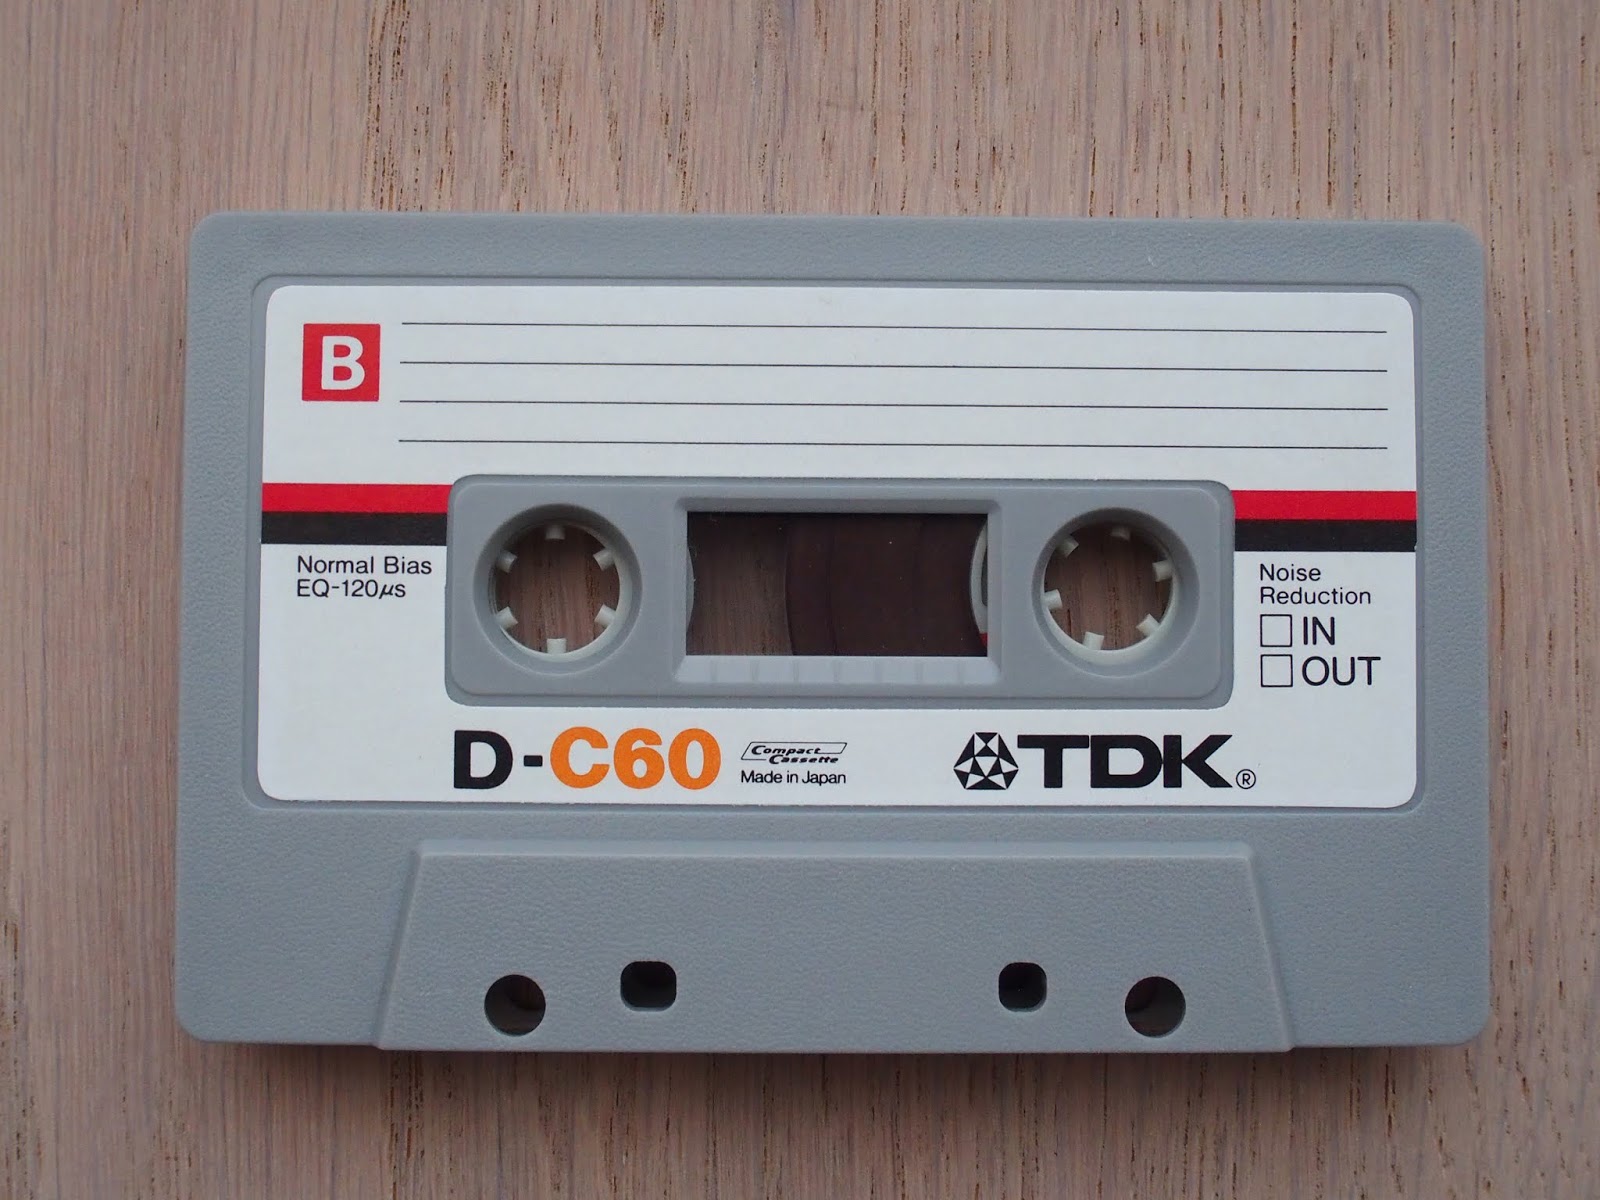 B
Normal Bias
EQ-120μs
Noise
Reduction
IN
OUT
D-C60
Compact
Cassette
Made in Japan
TDK®